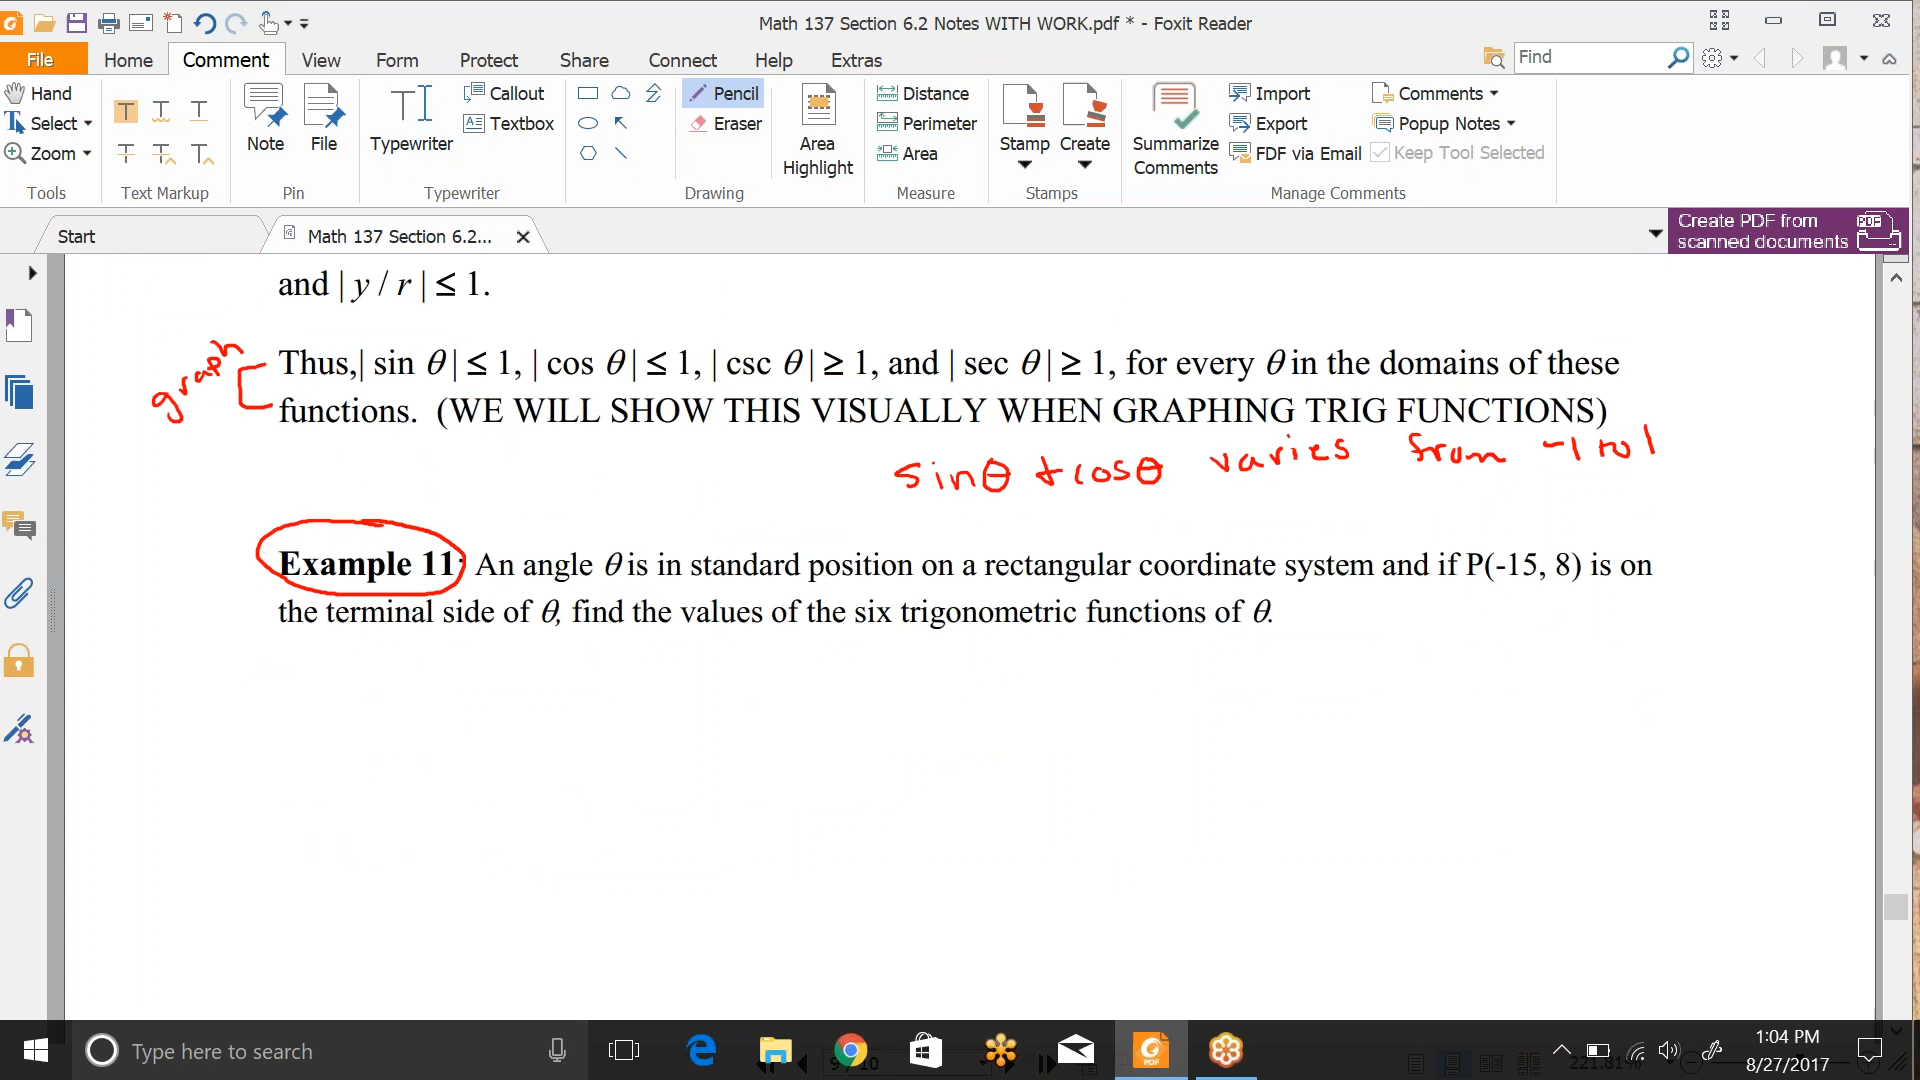 Math 137 Section 6.2 Notes WITH WORK.pdf * - Foxit Reader
File Home Comment View Form Protect Share Connect Help Extras Find
Hand
Select
Zoom
Tools
Text Markup
Note File
Pin
Typewriter
Callout
Textbox
Typewriter
Pencil
Eraser
Area Highlight
Drawing
Distance
Perimeter
Area
Measure
Stamp Create
Stamps
Summarize Comments
Import
Export
FDF via Email
Comments
Popup Notes
Keep Tool Selected
Manage Comments
Start
Math 137 Section 6.2...
Create PDF from
scanned documents
and | y / r | ≤ 1.
graph
Thus,| sin θ | ≤ 1, | cos θ | ≤ 1, | csc θ | ≥ 1, and | sec θ | ≥ 1, for every θ in the domains of these
functions. (WE WILL SHOW THIS VISUALLY WHEN GRAPHING TRIG FUNCTIONS)
sinθ + cosθ varies from -1 to 1
Example 11: An angle θ is in standard position on a rectangular coordinate system and if P(-15, 8) is on
the terminal side of θ, find the values of the six trigonometric functions of θ.
Type here to search
9 / 10
221.81%
1:04 PM
8/27/2017